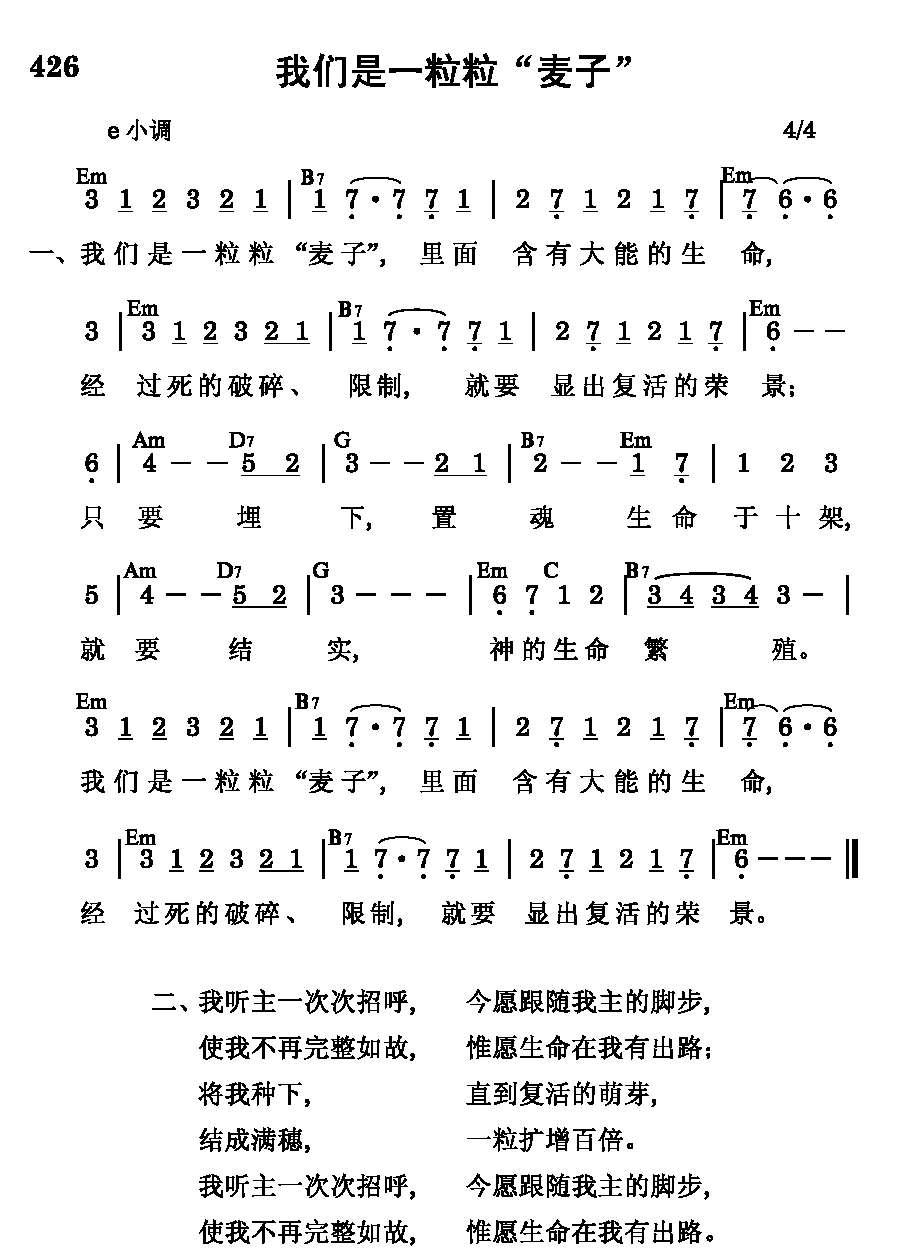 426
我们是一粒粒“麦子”
e 小调 4/4
Em B7 Em
3 1 2 3 2 1 | 1 7 · 7 7 1 | 2 7 1 2 1 7 | 7 6 · 6
一、我们是一粒粒“麦子”, 里面 含有大能的生 命,
Em B7 Em
3 | 3 1 2 3 2 1 | 1 7 · 7 7 1 | 2 7 1 2 1 7 | 6 – –
经 过死的破碎、 限制, 就要 显出复活的荣 景;
Am D7 G B7 Em
6 | 4 – – 5 2 | 3 – – 2 1 | 2 – – 1 7 | 1 2 3
只 要 埋 下, 置 魂 生 命 于 十 架,
Am D7 G Em C B7
5 | 4 – – 5 2 | 3 – – – | 6 7 1 2 | 3 4 3 4 3 – |
就 要 结 实, 神的生命 繁 殖。
Em B7 Em
3 1 2 3 2 1 | 1 7 · 7 7 1 | 2 7 1 2 1 7 | 7 6 · 6
我们是一粒粒“麦子”, 里面 含有大能的生 命,
Em B7 Em
3 | 3 1 2 3 2 1 | 1 7 · 7 7 1 | 2 7 1 2 1 7 | 6 – – – ‖
经 过死的破碎、 限制, 就要 显出复活的荣 景。
二、我听主一次次招呼, 今愿跟随我主的脚步,
使我不再完整如故, 惟愿生命在我有出路;
将我种下, 直到复活的萌芽,
结成满穗, 一粒扩增百倍。
我听主一次次招呼, 今愿跟随我主的脚步,
使我不再完整如故, 惟愿生命在我有出路。